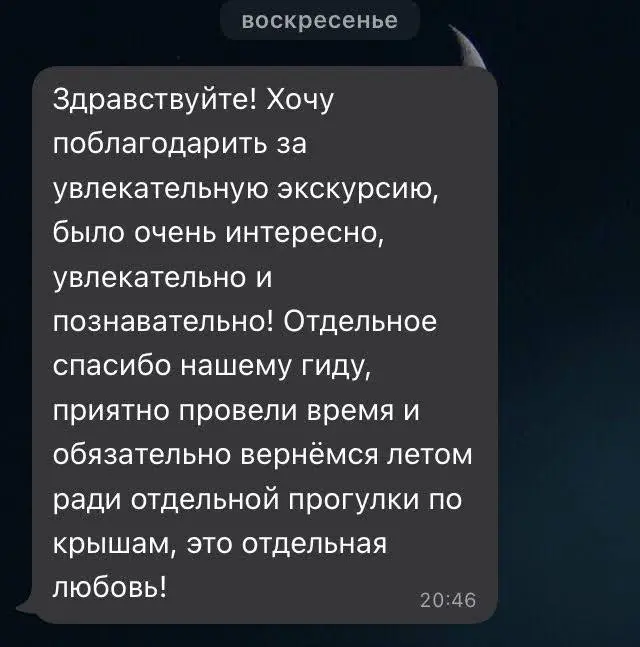 воскресенье
Здравствуйте! Хочу
поблагодарить за
увлекательную экскурсию,
было очень интересно,
увлекательно и
познавательно! Отдельное
спасибо нашему гиду,
приятно провели время и
обязательно вернёмся летом
ради отдельной прогулки по
крышам, это отдельная
любовь!
20:46